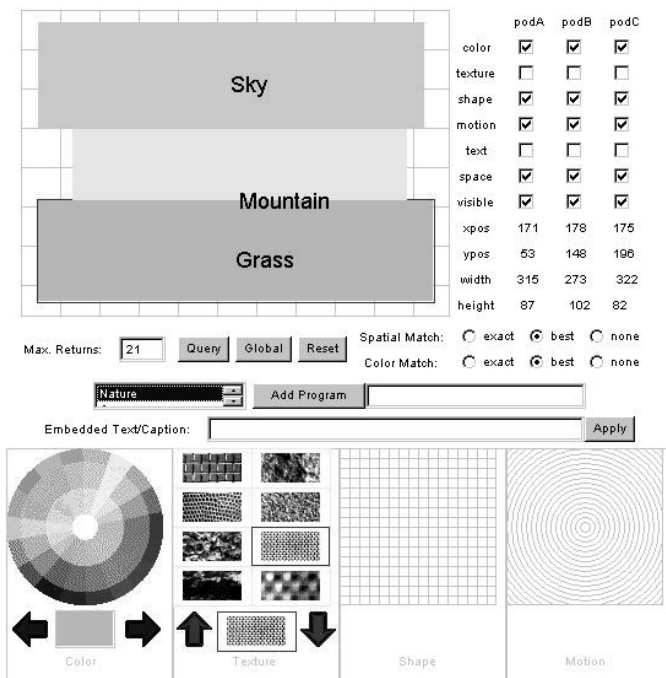 Sky
Mountain
Grass
podA podB podC
color
texture
shape
motion
text
space
visible
xpos 171 178 175
ypos 53 148 196
width 315 273 322
height 87 102 82
Max. Returns: 21 Query Global Reset
Spatial Match: exact best none
Color Match: exact best none
Nature Add Program
Embedded Text/Caption: Apply
Color Texture Shape Motion